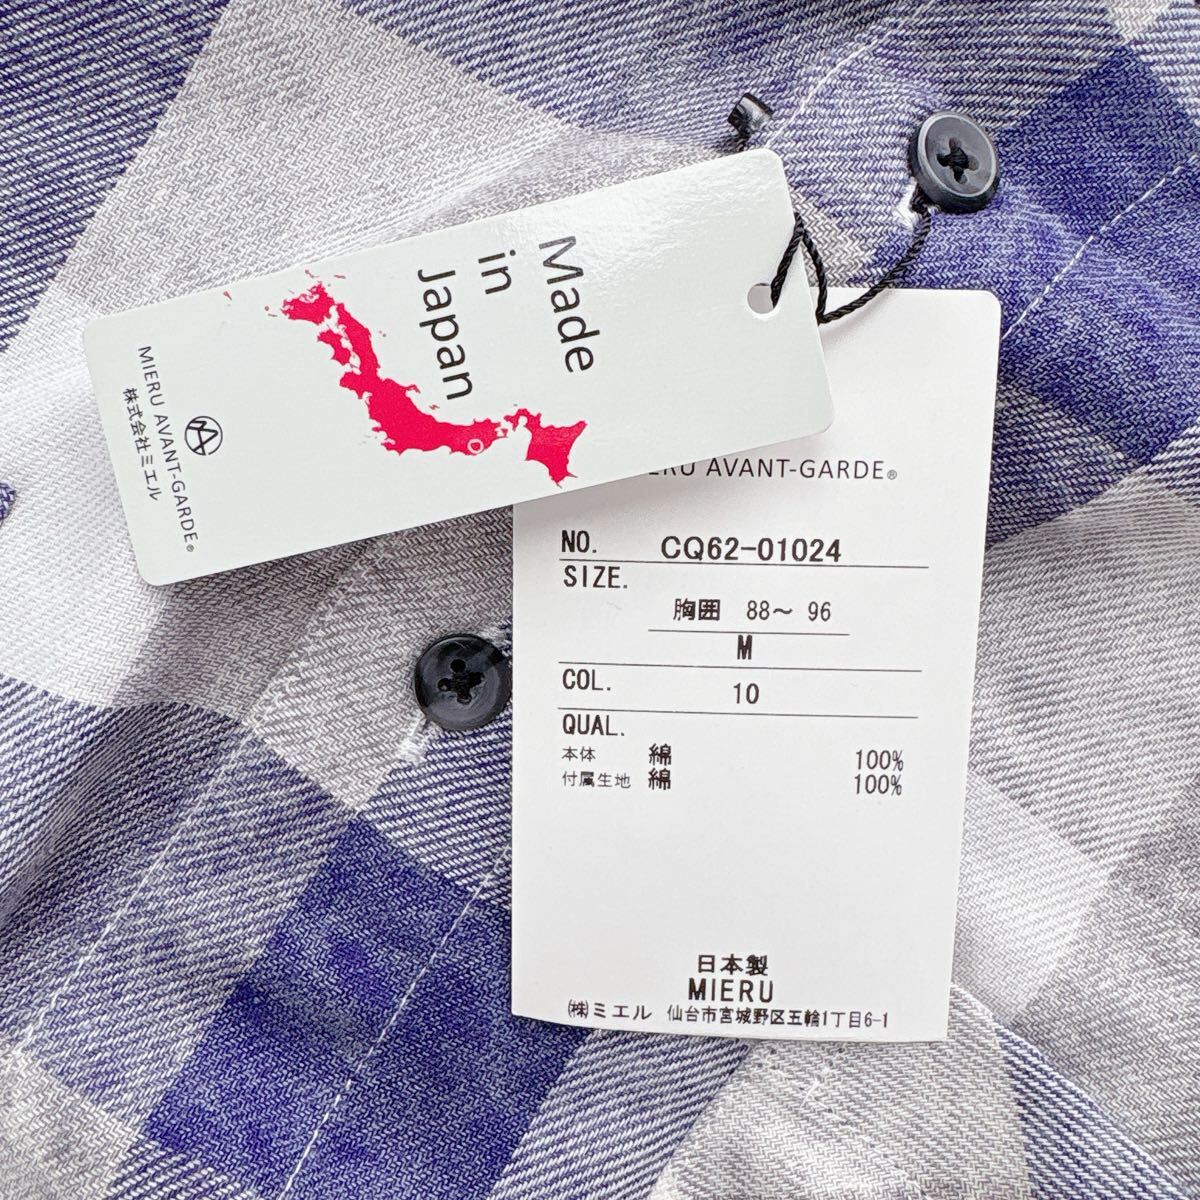 Made
in
Japan
MIERU AVANT-GARDE®
株式会社ミエル
AVANT-GARDE®
NO. CQ62-01024
SIZE.
胸囲 88～ 96
M
COL. 10
QUAL.
本体 綿 100%
付属生地 綿 100%
日本製
MIERU
㈱ミエル 仙台市宮城野区五輪1丁目6-1